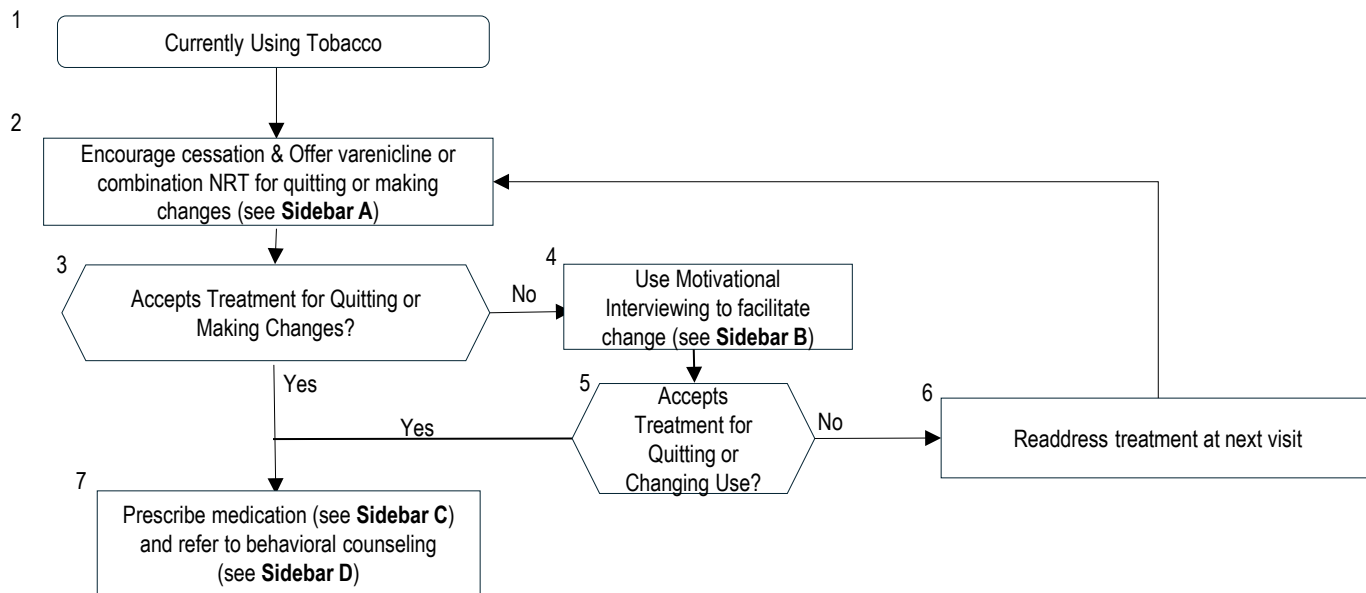 1
Currently Using Tobacco
2
Encourage cessation & Offer varenicline or
combination NRT for quitting or making
changes (see Sidebar A)
3
Accepts Treatment for Quitting or
Making Changes?
No
4
Use Motivational
Interviewing to facilitate
change (see Sidebar B)
Yes
5
Accepts
Treatment for
Quitting or
Changing Use?
Yes
No
6
Readdress treatment at next visit
7
Prescribe medication (see Sidebar C)
and refer to behavioral counseling
(see Sidebar D)